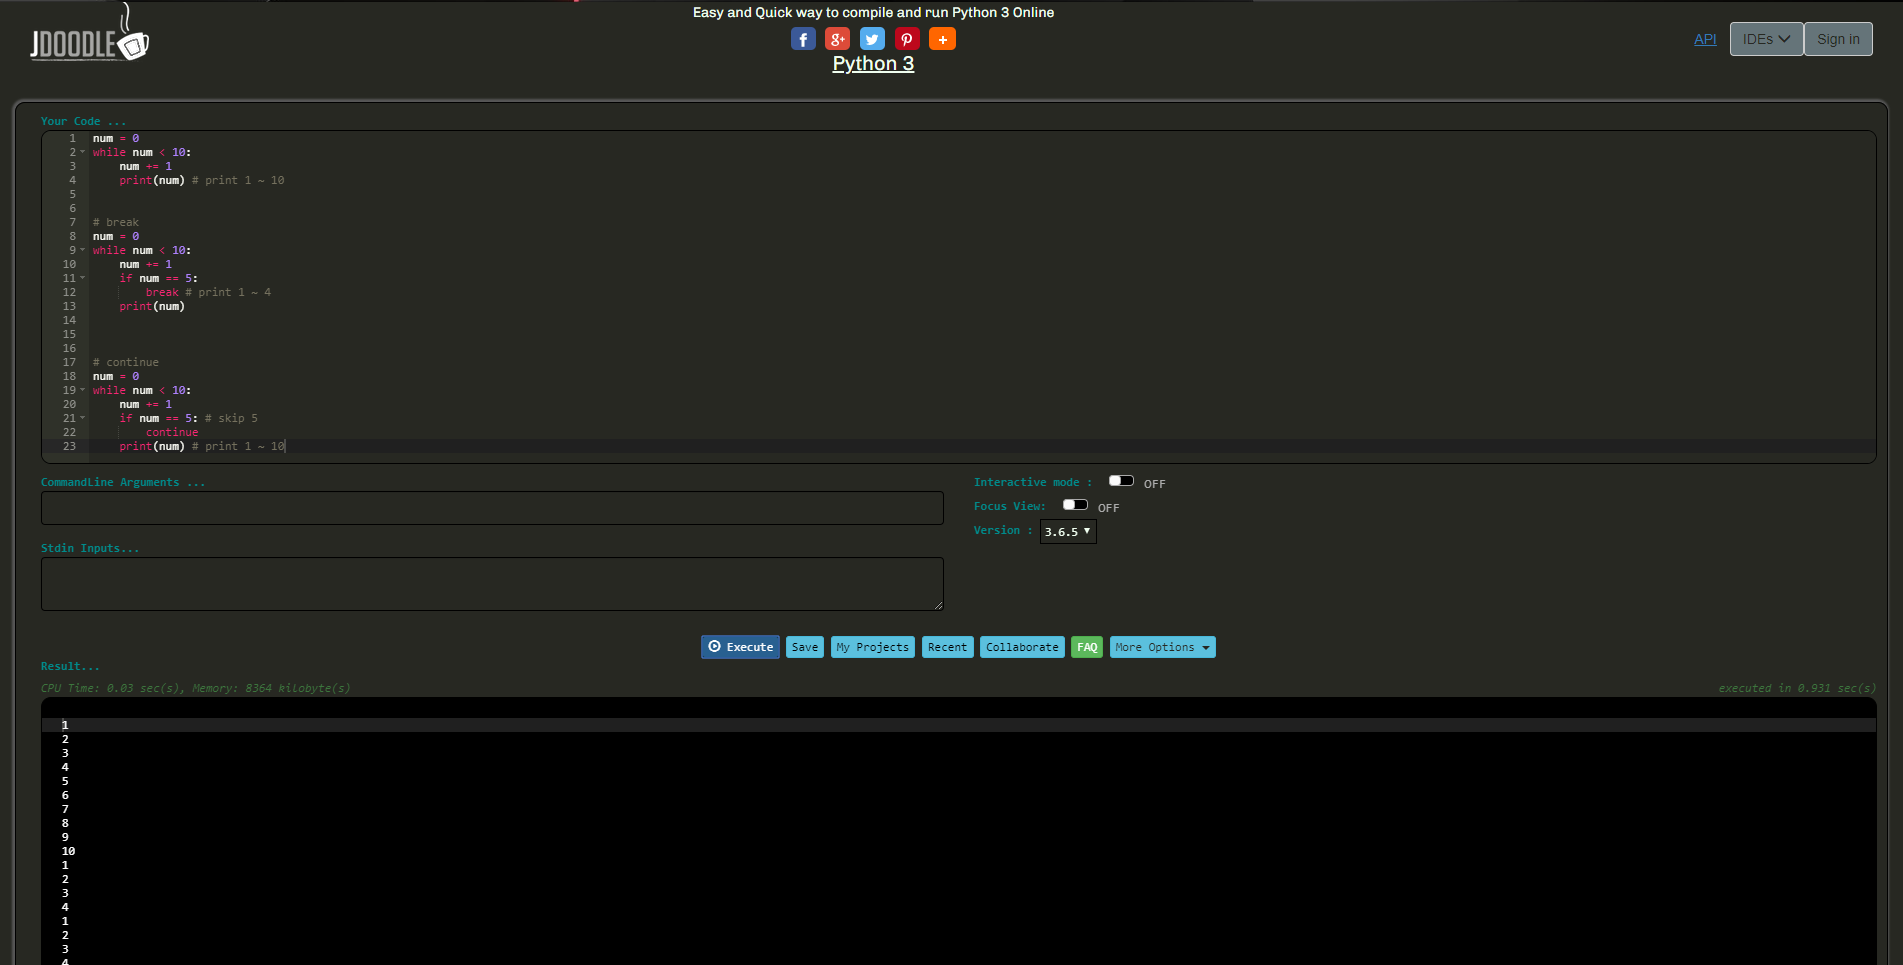 Easy and Quick way to compile and run Python 3 Online
JDOODLE
f g+ P +
API IDEs Sign in
Python 3
Your Code ...
1 num = 0
2 while num < 10:
3     num += 1
4     print(num) # print 1 ~ 10
5
6
7 # break
8 num = 0
9 while num < 10:
10     num += 1
11     if num == 5:
12         break # print 1 ~ 4
13     print(num)
14
15
16
17 # continue
18 num = 0
19 while num < 10:
20     num += 1
21     if num == 5: # skip 5
22         continue
23     print(num) # print 1 ~ 10
CommandLine Arguments ...
Interactive mode : OFF
Focus View: OFF
Version : 3.6.5
Stdin Inputs...
Execute Save My Projects Recent Collaborate FAQ More Options
Result...
CPU Time: 0.03 sec(s), Memory: 8364 kilobyte(s) executed in 0.931 sec(s)
1
2
3
4
5
6
7
8
9
10
1
2
3
4
1
2
3
4